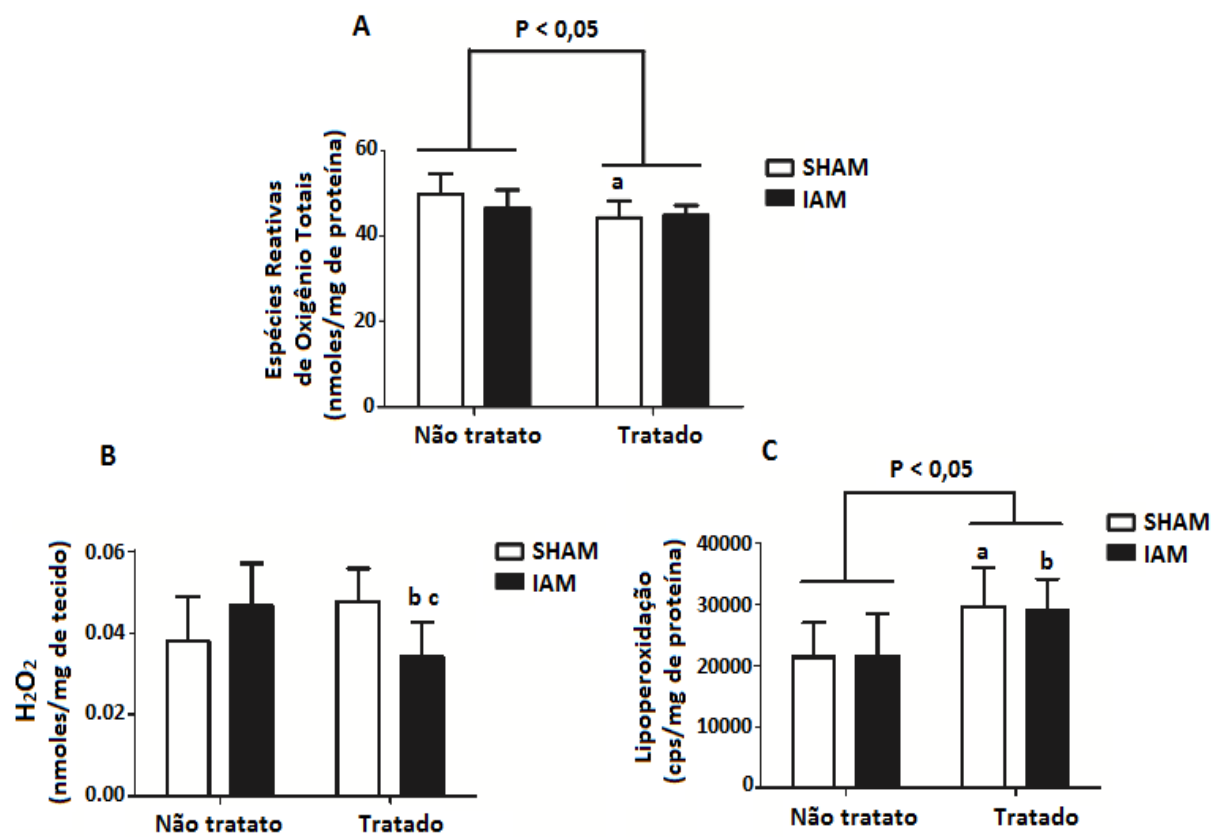 A
P < 0,05
Espécies Reativas
de Oxigênio Totais
(nmoles/mg de proteína)
60
40
20
0
a
SHAM
IAM
Não tratato
Tratado
B
H₂O₂
(nmoles/mg de tecido)
0.06
0.04
0.02
0.00
b c
SHAM
IAM
Não tratato
Tratado
C
P < 0,05
Lipoperoxidação
(cps/mg de proteína)
40000
30000
20000
10000
0
a
b
SHAM
IAM
Não tratato
Tratado